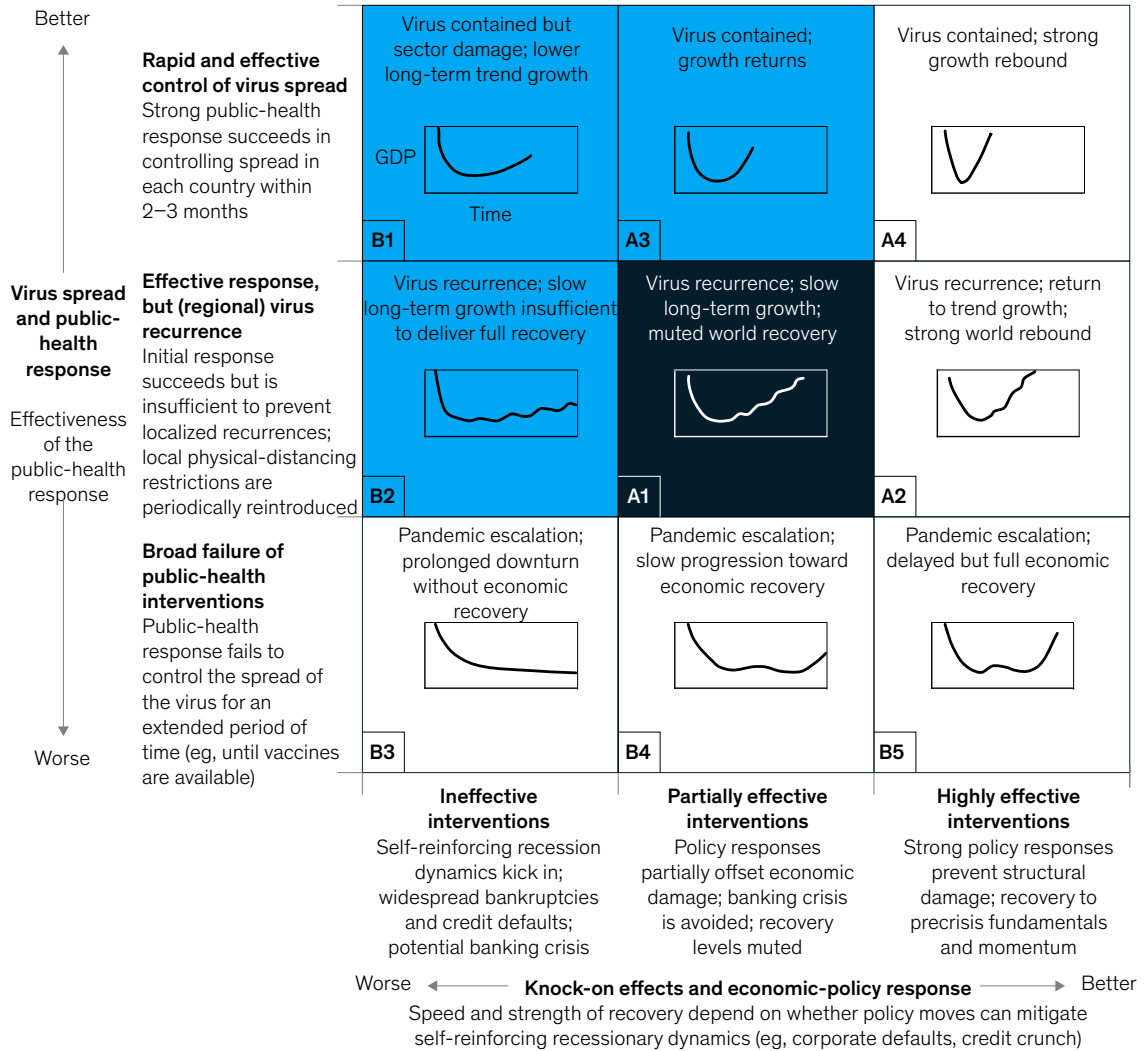 Better
Rapid and effective
control of virus spread
Strong public-health
response succeeds in
controlling spread in
each country within
2–3 months
Virus contained but
sector damage; lower
long-term trend growth
GDP
Time
B1
Virus contained;
growth returns
A3
Virus contained; strong
growth rebound
A4
Virus spread
and public-
health
response
Effectiveness
of the
public-health
response
Effective response,
but (regional) virus
recurrence
Initial response
succeeds but is
insufficient to prevent
localized recurrences;
local physical-distancing
restrictions are
periodically reintroduced
Virus recurrence; slow
long-term growth insufficient
to deliver full recovery
B2
Virus recurrence; slow
long-term growth;
muted world recovery
A1
Virus recurrence; return
to trend growth;
strong world rebound
A2
Broad failure of
public-health
interventions
Public-health
response fails to
control the spread of
the virus for an
extended period of
time (eg, until vaccines
are available)
Worse
Pandemic escalation;
prolonged downturn
without economic
recovery
B3
Pandemic escalation;
slow progression toward
economic recovery
B4
Pandemic escalation;
delayed but full economic
recovery
B5
Ineffective
interventions
Self-reinforcing recession
dynamics kick in;
widespread bankruptcies
and credit defaults;
potential banking crisis
Partially effective
interventions
Policy responses
partially offset economic
damage; banking crisis
is avoided; recovery
levels muted
Highly effective
interventions
Strong policy responses
prevent structural
damage; recovery to
precrisis fundamentals
and momentum
Worse
Knock-on effects and economic-policy response
Better
Speed and strength of recovery depend on whether policy moves can mitigate
self-reinforcing recessionary dynamics (eg, corporate defaults, credit crunch)